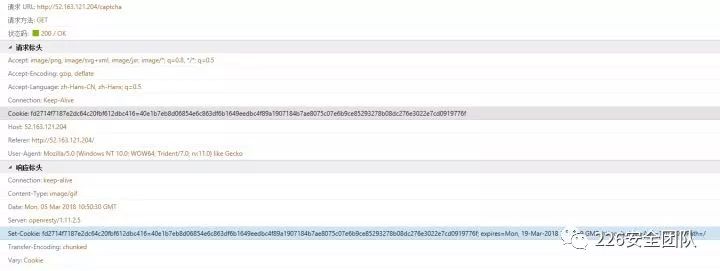 请求 URL: http://52.163.121.204/captcha
请求方法: GET
状态码: 200 / OK
请求标头
Accept: image/png, image/svg+xml, image/jxr, image/*; q=0.8, */*; q=0.5
Accept-Encoding: gzip, deflate
Accept-Language: zh-Hans-CN, zh-Hans; q=0.5
Connection: Keep-Alive
Cookie: fd2714f7187e2dc64c20fbf612dbc416=40e1b7eb8d06854e6c863df6b1649eedbc4f89a1907184b7ae8075c07e6b9ce85293278b08dc276e3022e7cd0919776f
Host: 52.163.121.204
Referer: http://52.163.121.204/
User-Agent: Mozilla/5.0 (Windows NT 10.0; WOW64; Trident/7.0; rv:11.0) like Gecko
响应标头
Connection: keep-alive
Content-Type: image/gif
Date: Mon, 05 Mar 2018 10:50:30 GMT
Server: openresty/1.11.2.5
Set-Cookie: fd2714f7187e2dc64c20fbf612dbc416=40e1b7eb8d06854e6c863df6b1649eedbc4f89a1907184b7ae8075c07e6b9ce85293278b08dc276e3022e7cd0919776f; expires=Mon, 19-Mar-2018 GMT;
Transfer-Encoding: chunked
Vary: Cookie
226安全团队